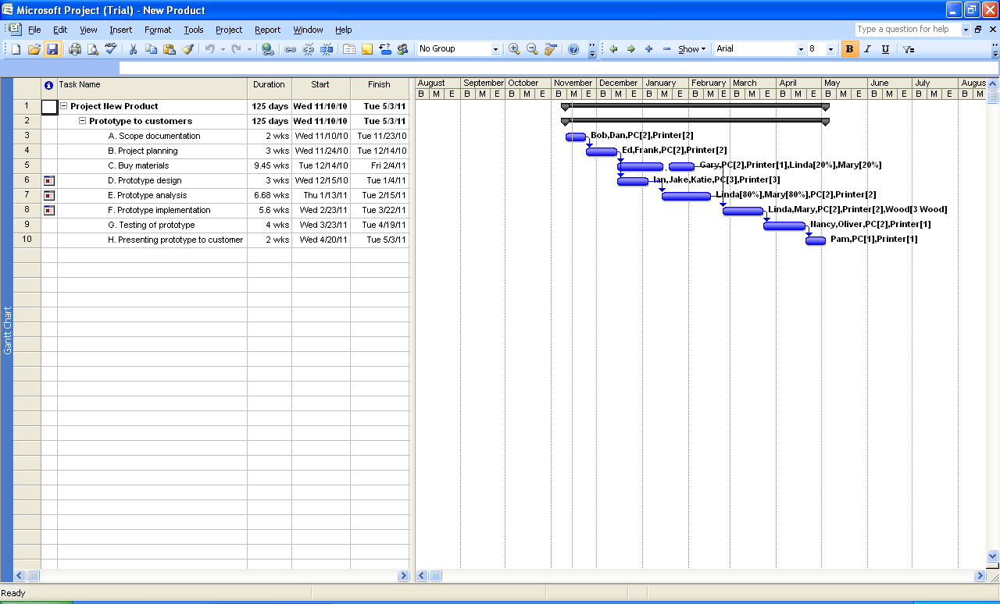 Microsoft Project (Trial) - New Product
File Edit View Insert Format Tools Project Report Window Help Type a question for help
No Group Show Arial 8 B I U
Task Name Duration Start Finish August September October November December January February March April May June July Augus
B M E B M E B M E B M E B M E B M E B M E B M E B M E B M E B M E B M E B M
1 Project New Product 125 days Wed 11/10/10 Tue 5/3/11
2 Prototype to customers 125 days Wed 11/10/10 Tue 5/3/11
3 A. Scope documentation 2 wks Wed 11/10/10 Tue 11/23/10 Bob,Dan,PC[2],Printer[2]
4 B. Project planning 3 wks Wed 11/24/10 Tue 12/14/10 Ed,Frank,PC[2],Printer[2]
5 C. Buy materials 9.45 wks Tue 12/14/10 Fri 2/4/11 Gary,PC[2],Printer[1],Linda[20%],Mary[20%]
6 D. Prototype design 3 wks Wed 12/15/10 Tue 1/4/11 Ian,Jake,Katie,PC[3],Printer[3]
7 E. Prototype analysis 6.68 wks Thu 1/13/11 Tue 2/15/11 Linda[80%],Mary[80%],PC[2],Printer[2]
8 F. Prototype implementation 5.6 wks Wed 2/23/11 Tue 3/22/11 Linda,Mary,PC[2],Printer[2],Wood[3 Wood]
9 G. Testing of prototype 4 wks Wed 3/23/11 Tue 4/19/11 Nancy,Oliver,PC[2],Printer[1]
10 H. Presenting prototype to customer 2 wks Wed 4/20/11 Tue 5/3/11 Pam,PC[1],Printer[1]
Gantt Chart
Ready